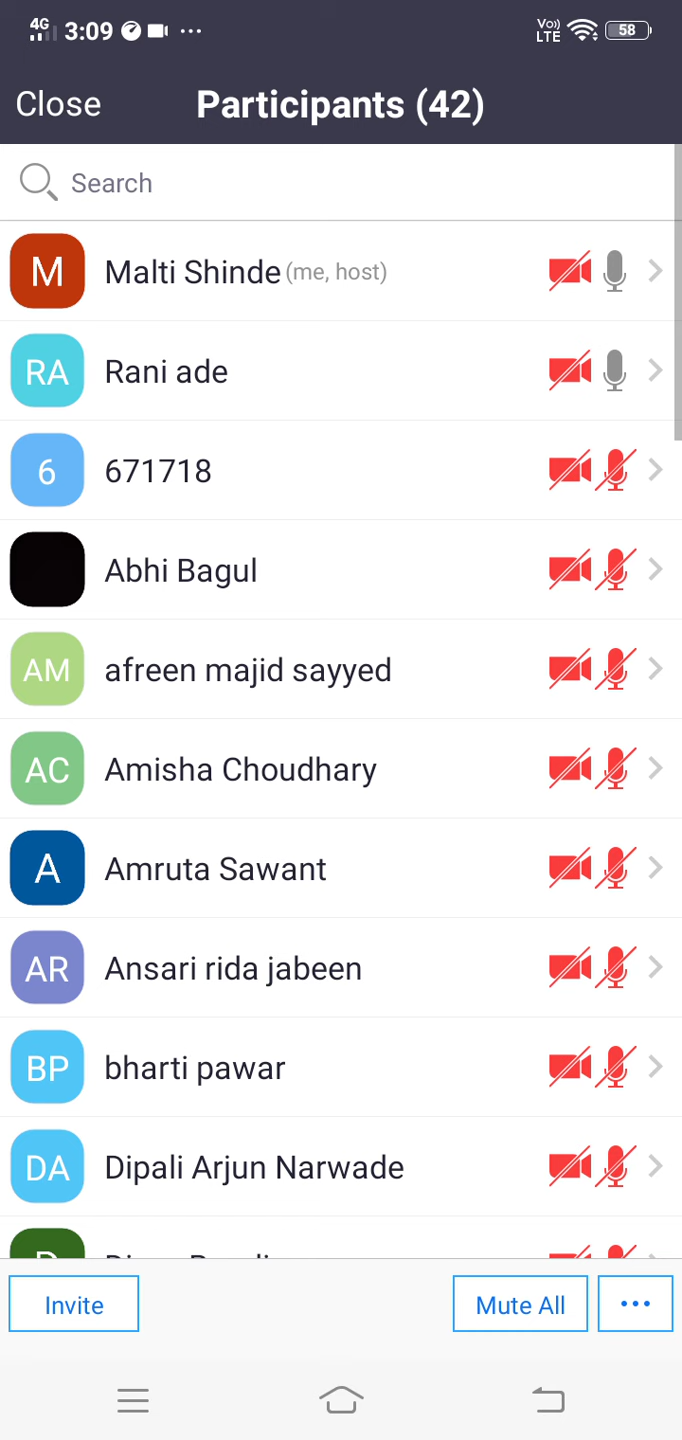 4G 3:09 Vo)) LTE 58
Close Participants (42)
Search
M Malti Shinde (me, host)
RA Rani ade
6 671718
Abhi Bagul
AM afreen majid sayyed
AC Amisha Choudhary
A Amruta Sawant
AR Ansari rida jabeen
BP bharti pawar
DA Dipali Arjun Narwade
D
Invite Mute All